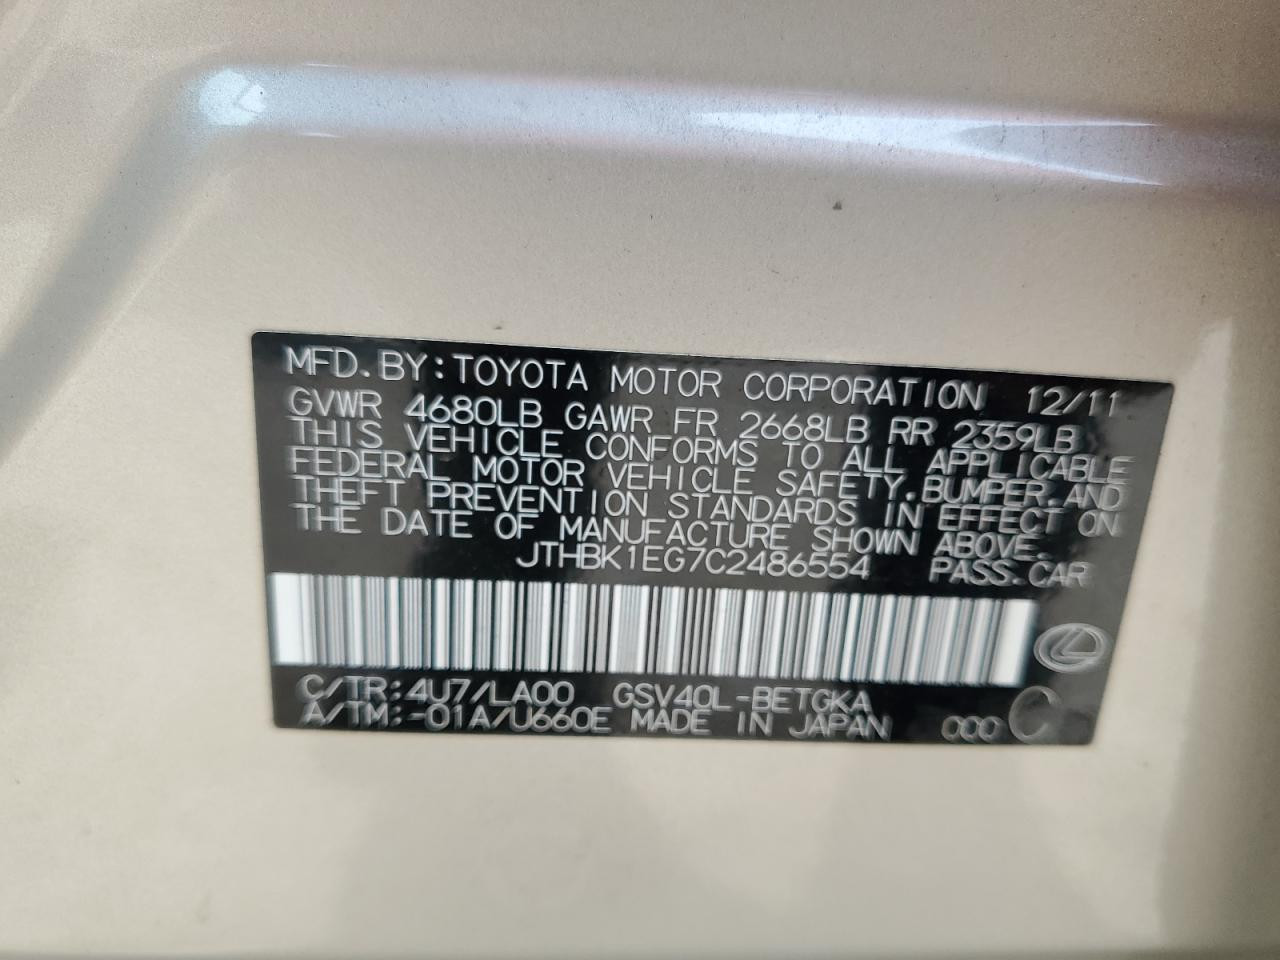 MFD. BY: TOYOTA MOTOR CORPORATION 12/11
GVWR 4680LB GAWR FR 2668LB RR 2359LB
THIS VEHICLE CONFORMS TO ALL APPLICABLE
FEDERAL MOTOR VEHICLE SAFETY, BUMPER, AND
THEFT PREVENTION STANDARDS IN EFFECT ON
THE DATE OF MANUFACTURE SHOWN ABOVE.
JTHBK1EG7C2486554 PASS. CAR
C/TR: 4U7/LA00 GSV40L-BETGKA
A/TM: -01A/U660E MADE IN JAPAN 000 C